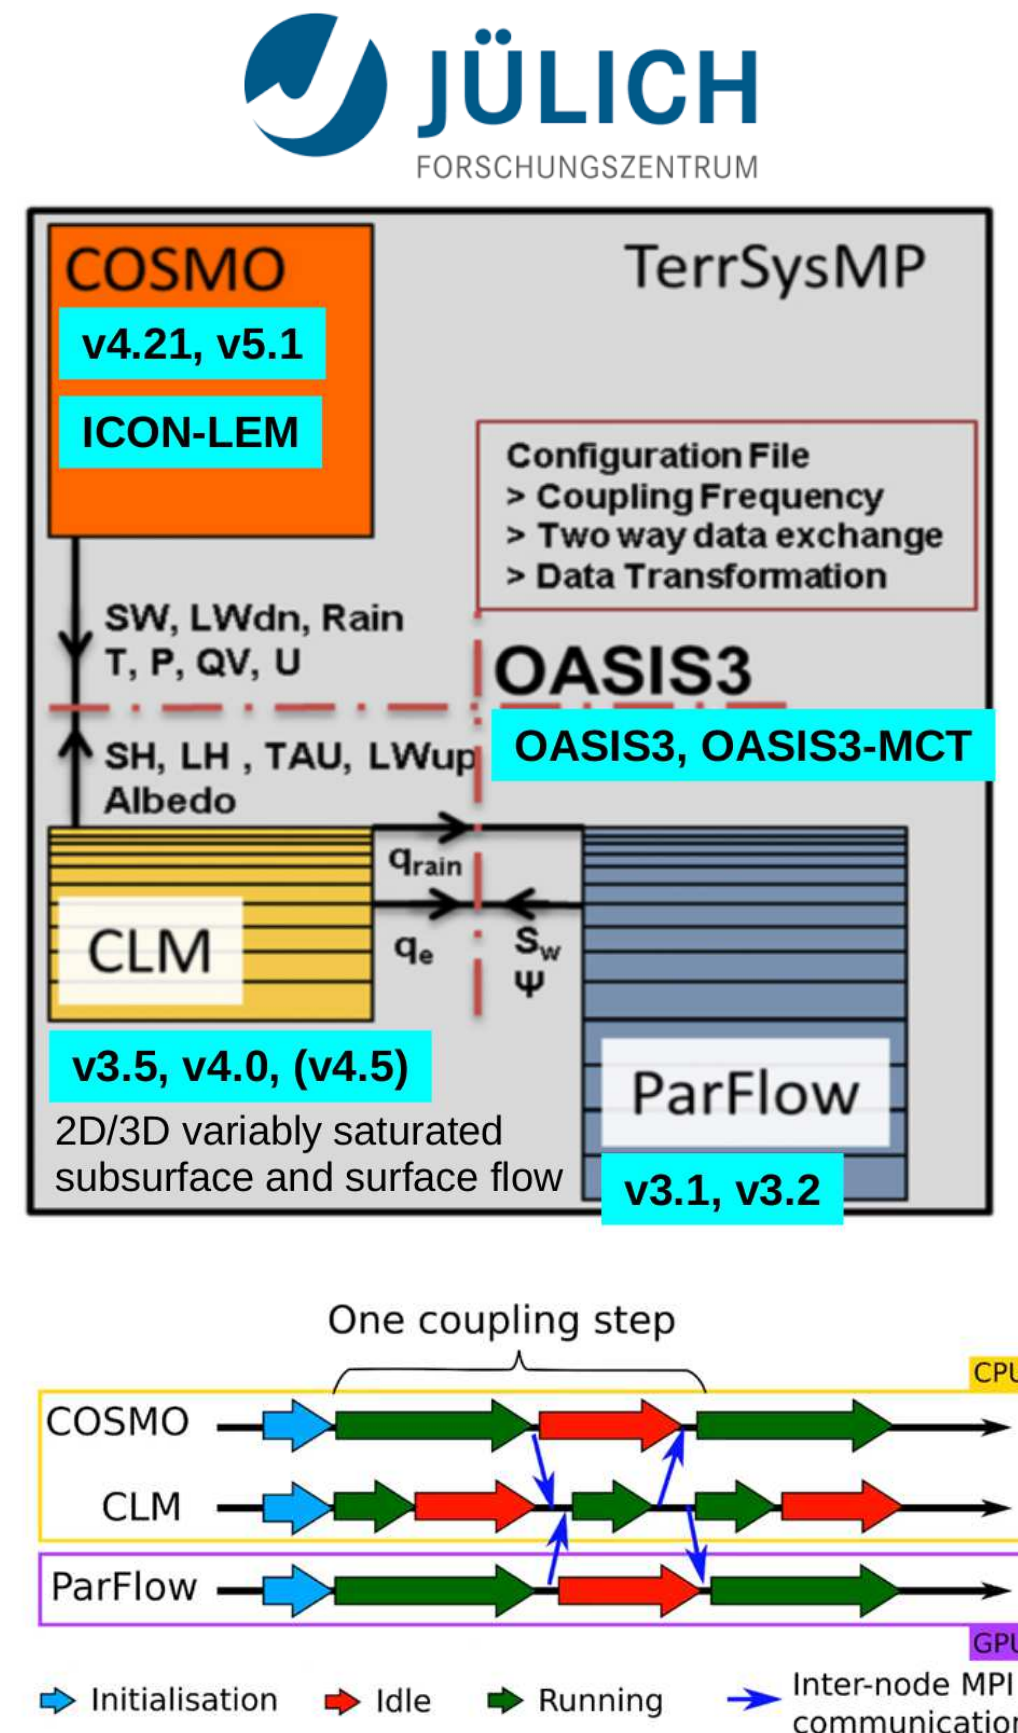 JÜLICH
FORSCHUNGSZENTRUM
COSMO
TerrSysMP
v4.21, v5.1
ICON-LEM
Configuration File
> Coupling Frequency
> Two way data exchange
> Data Transformation
SW, LWdn, Rain
T, P, QV, U
OASIS3
OASIS3, OASIS3-MCT
SH, LH , TAU, LWup
Albedo
qrain
CLM
qe
Sw
Ψ
v3.5, v4.0, (v4.5)
ParFlow
2D/3D variably saturated
subsurface and surface flow
v3.1, v3.2
One coupling step
CPU
COSMO
CLM
ParFlow
GPU
Initialisation
Idle
Running
Inter-node MPI
communication